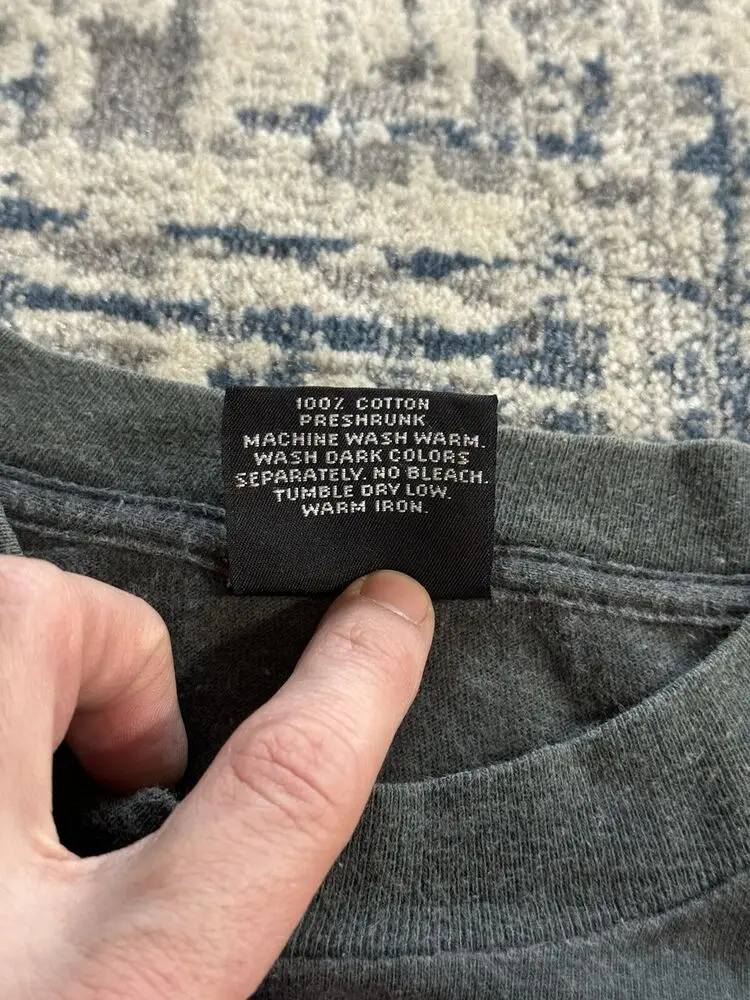 100% COTTON
PRESHRUNK
MACHINE WASH WARM.
WASH DARK COLORS
SEPARATELY. NO BLEACH.
TUMBLE DRY LOW.
WARM IRON.